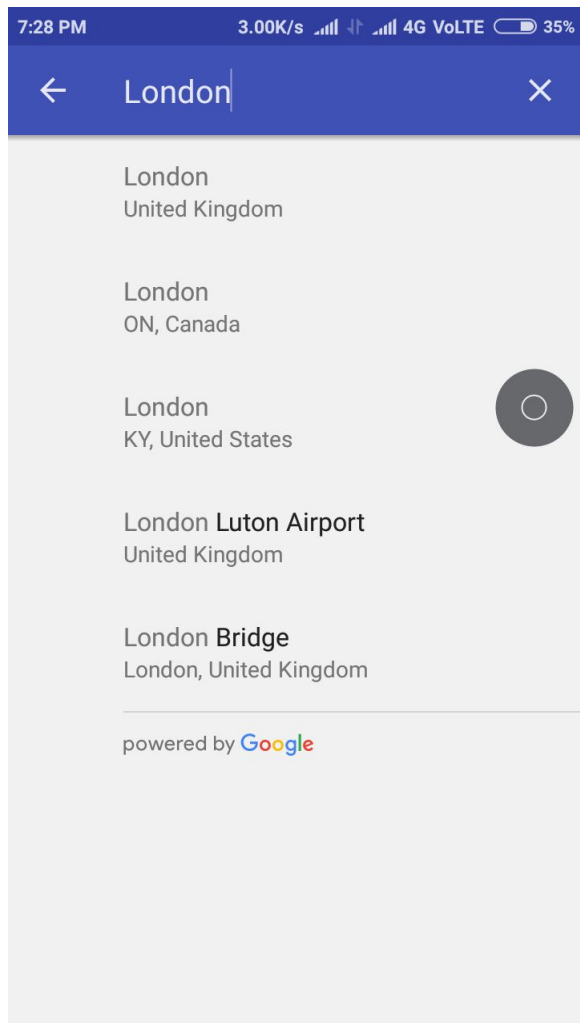 7:28 PM 3.00K/s 4G VoLTE 35%
London
London
United Kingdom
London
ON, Canada
London
KY, United States
London Luton Airport
United Kingdom
London Bridge
London, United Kingdom
powered by Google